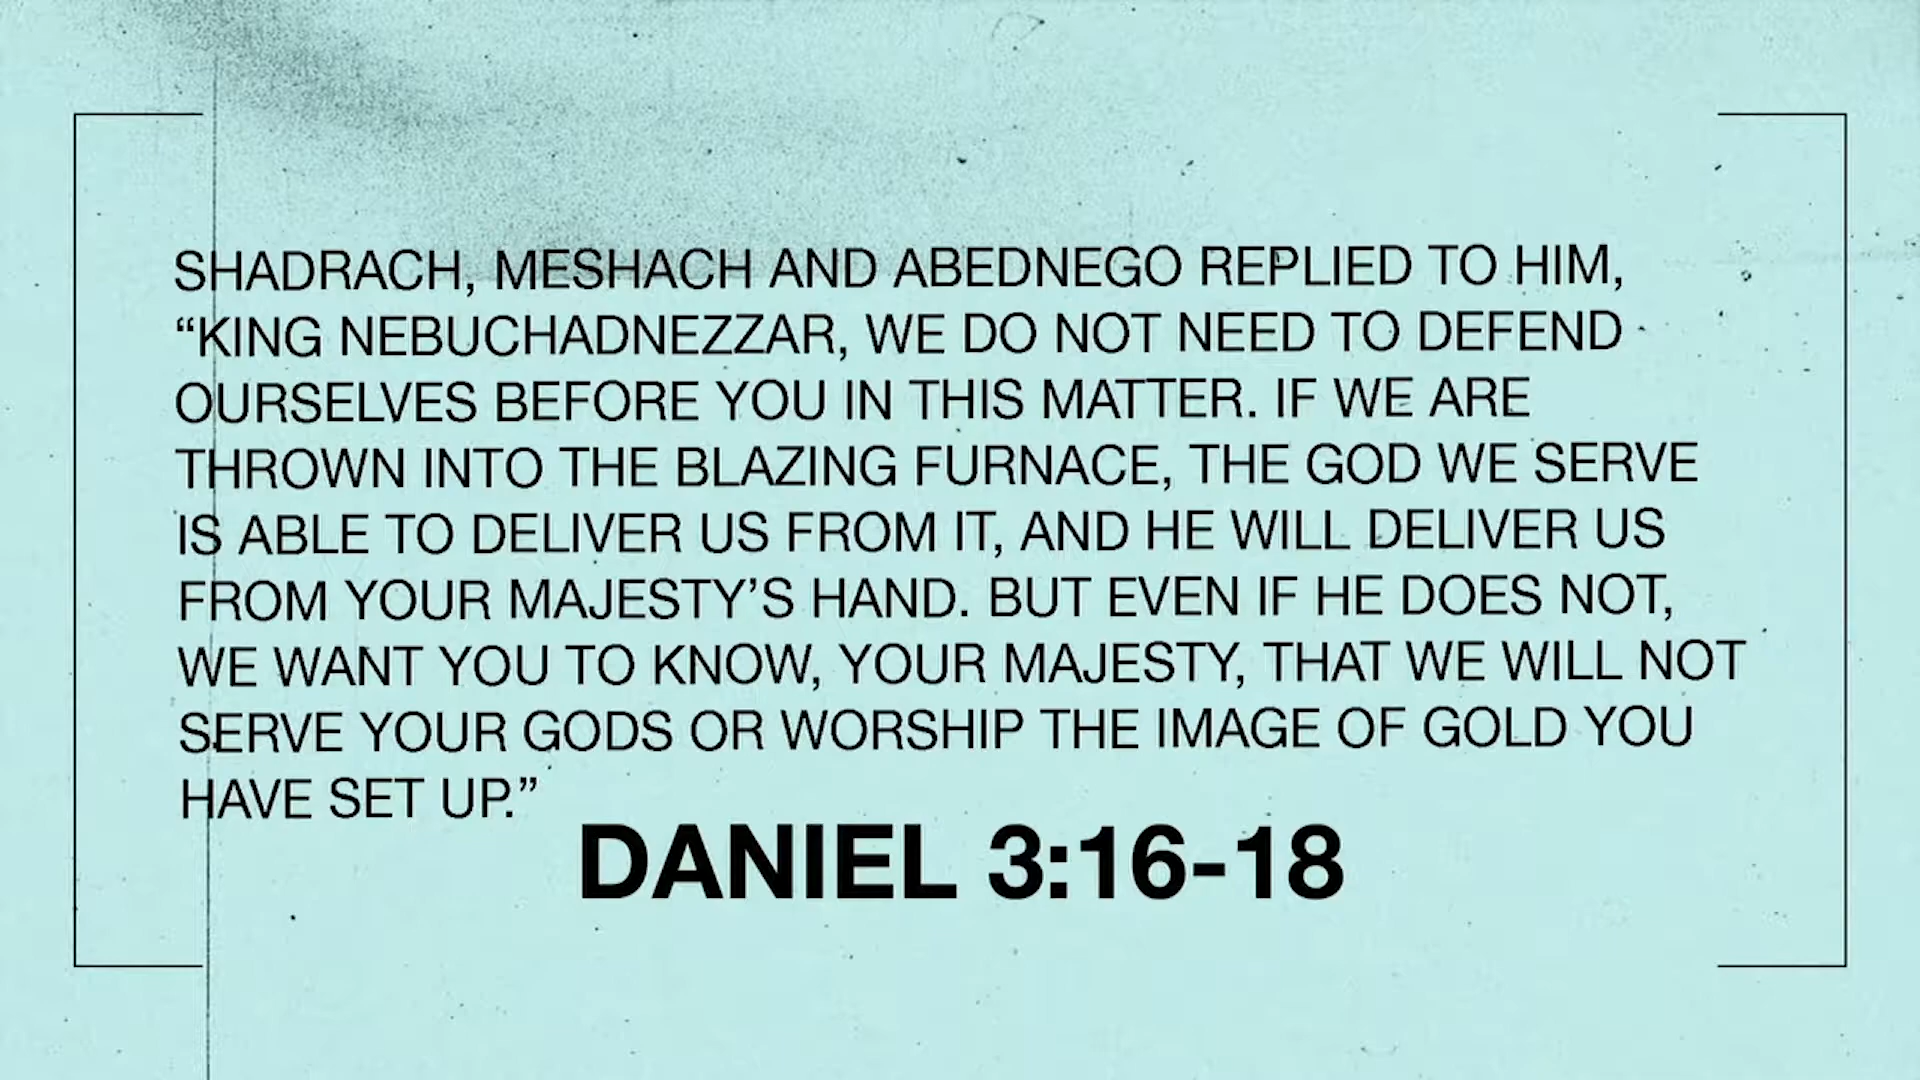 SHADRACH, MESHACH AND ABEDNEGO REPLIED TO HIM,
“KING NEBUCHADNEZZAR, WE DO NOT NEED TO DEFEND
OURSELVES BEFORE YOU IN THIS MATTER. IF WE ARE
THROWN INTO THE BLAZING FURNACE, THE GOD WE SERVE
IS ABLE TO DELIVER US FROM IT, AND HE WILL DELIVER US
FROM YOUR MAJESTY’S HAND. BUT EVEN IF HE DOES NOT,
WE WANT YOU TO KNOW, YOUR MAJESTY, THAT WE WILL NOT
SERVE YOUR GODS OR WORSHIP THE IMAGE OF GOLD YOU
HAVE SET UP.”
DANIEL 3:16-18